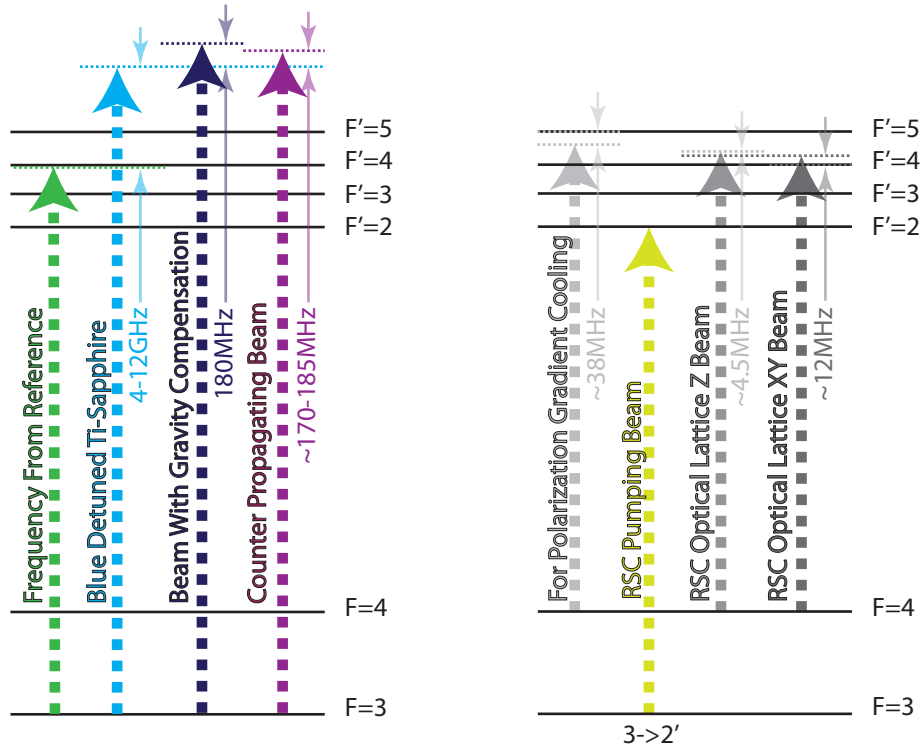 F'=5
F'=4
F'=3
F'=2
Frequency From Reference
Blue Detuned Ti-Sapphire
4-12GHz
Beam With Gravity Compensation
180MHz
Counter Propagating Beam
~170-185MHz
F=4
F=3
F'=5
F'=4
F'=3
F'=2
For Polarization Gradient Cooling
~38MHz
RSC Pumping Beam
RSC Optical Lattice Z Beam
~4.5MHz
RSC Optical Lattice XY Beam
~12MHz
F=4
F=3
3->2'